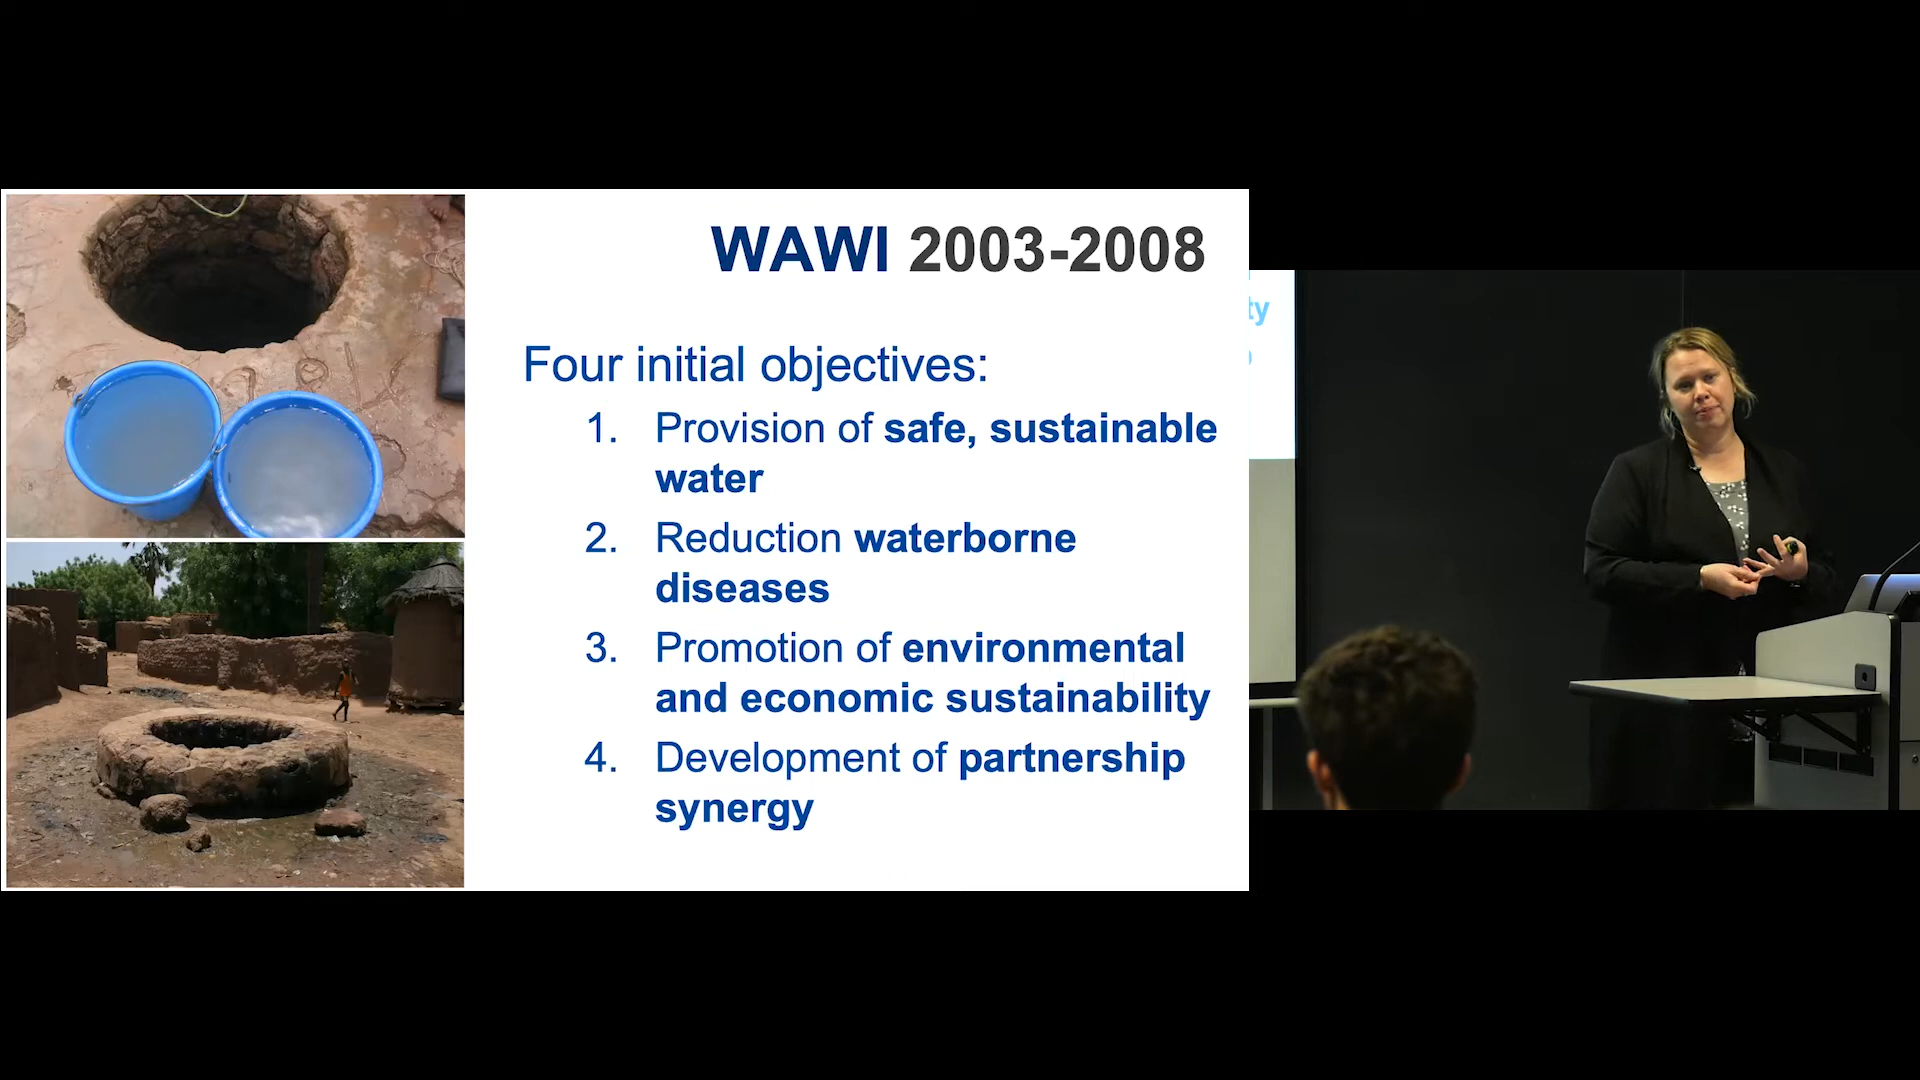 WAWI 2003-2008
Four initial objectives:
1. Provision of safe, sustainable
water
2. Reduction waterborne
diseases
3. Promotion of environmental
and economic sustainability
4. Development of partnership
synergy
ty